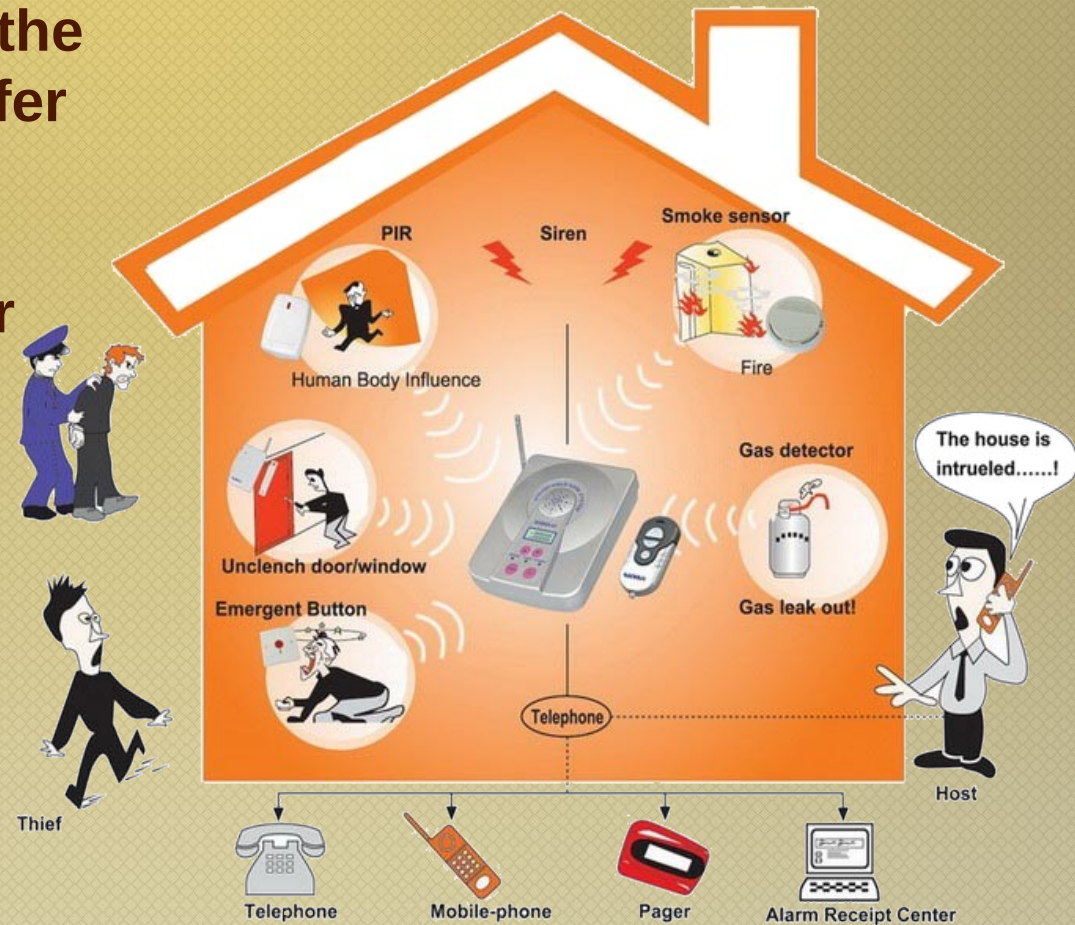 the
fer
r
PIR
Siren
Smoke sensor
Human Body Influence
Fire
Gas detector
The house is
intrueled......!
Unclench door/window
Emergent Button
Gas leak out!
Telephone
Host
Thief
Telephone
Mobile-phone
Pager
Alarm Receipt Center